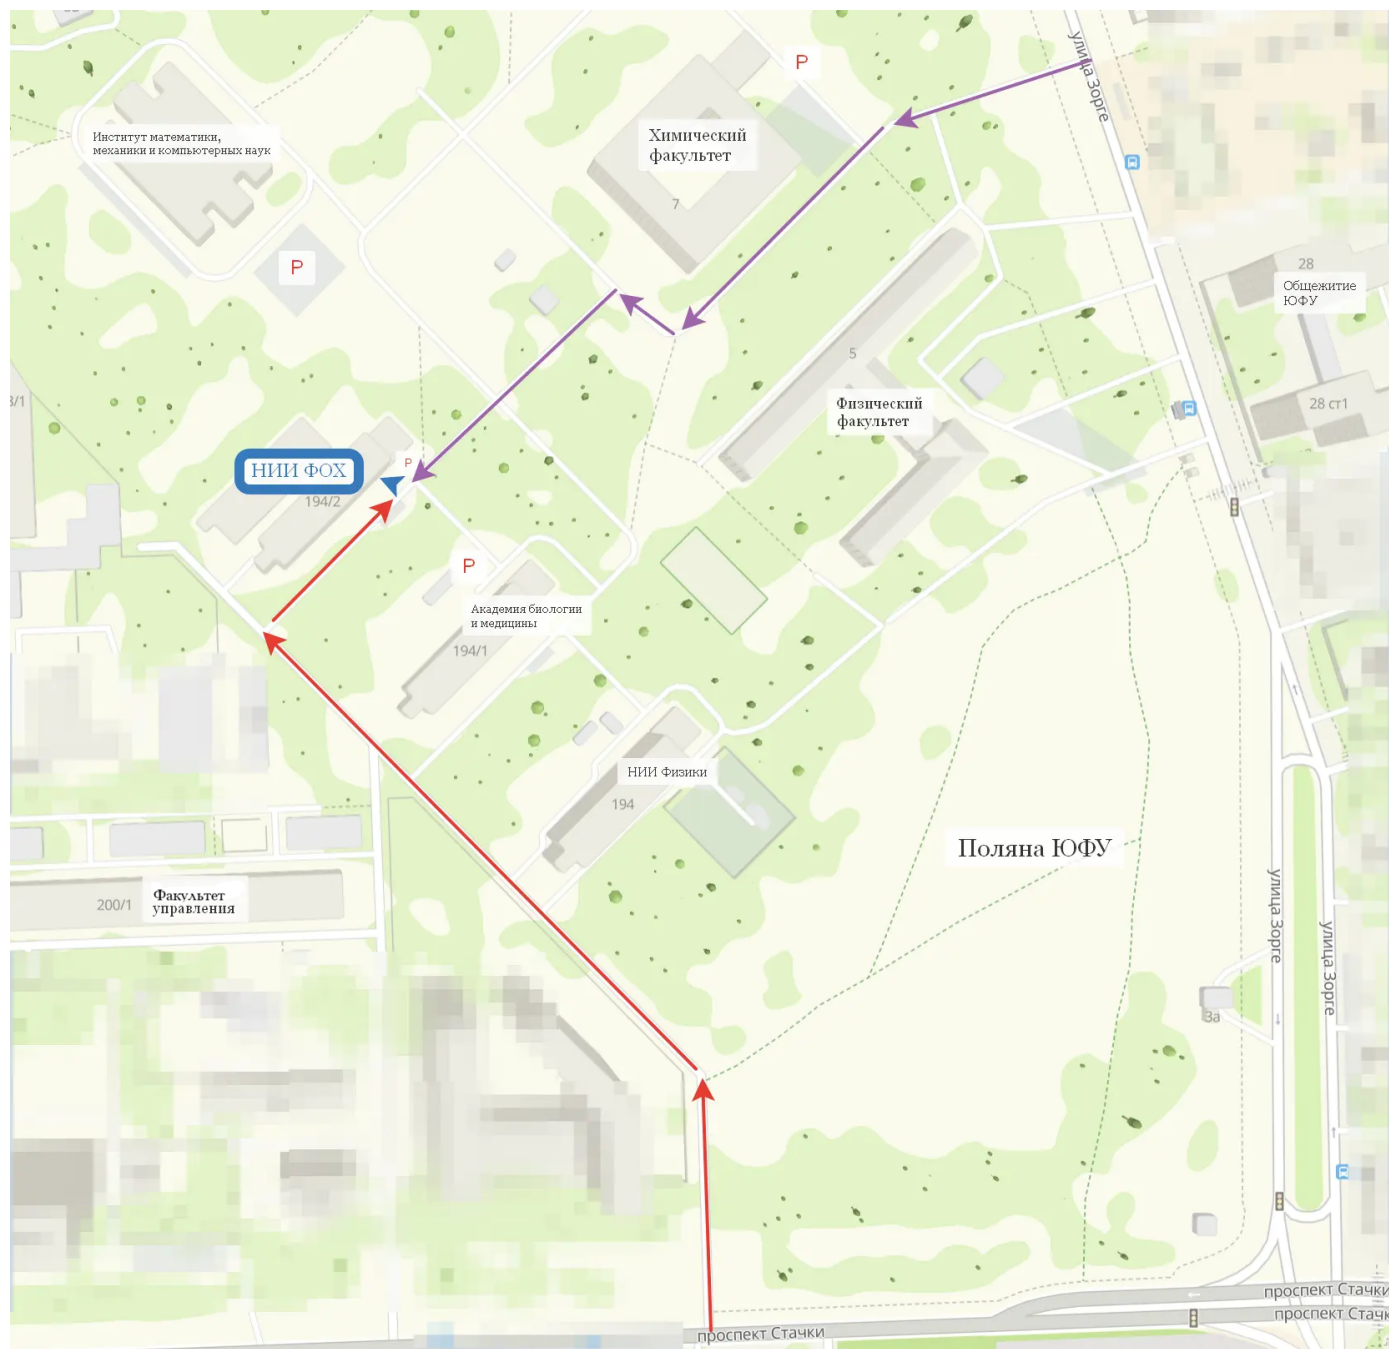 улица Зорге
P
Химический
факультет
Институт математики,
механики и компьютерных наук
7
P
28
Общежитие
ЮФУ
5
Физический
факультет
28 ст1
P
НИИ ФОХ
194/2
P
Академия биологии
и медицины
194/1
НИИ Физики
194
Поляна ЮФУ
200/1
Факультет
управления
улица Зорге
улица Зорге
3а
проспект Стачки
проспект Стачки